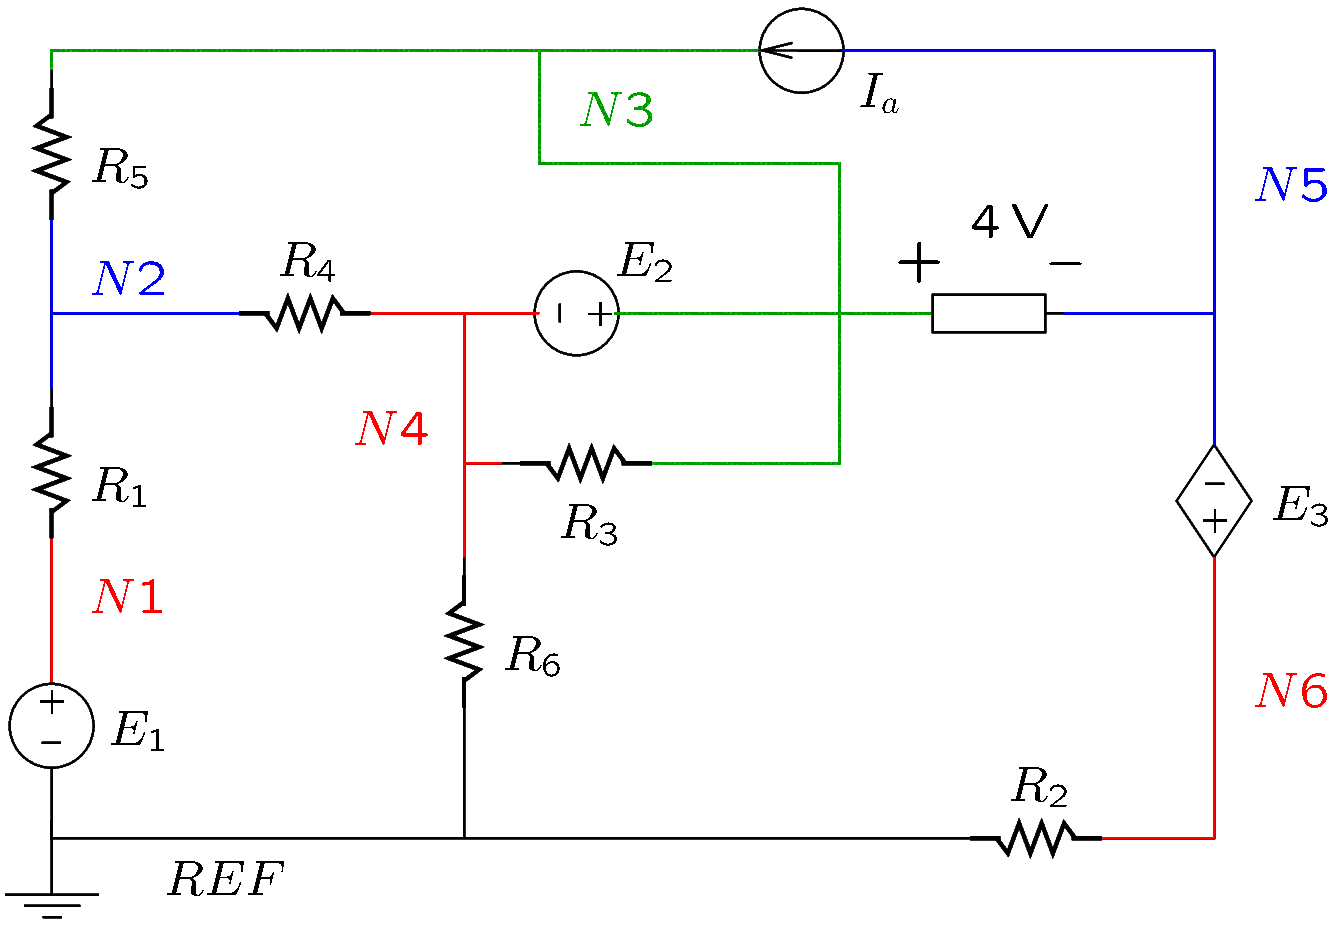 I_a
N3
R_5
N5
4 V
+ −
N2
R_4
E_2
− +
N4
R_1
R_3
−
+
E_3
N1
R_6
N6
+
−
E_1
R_2
REF